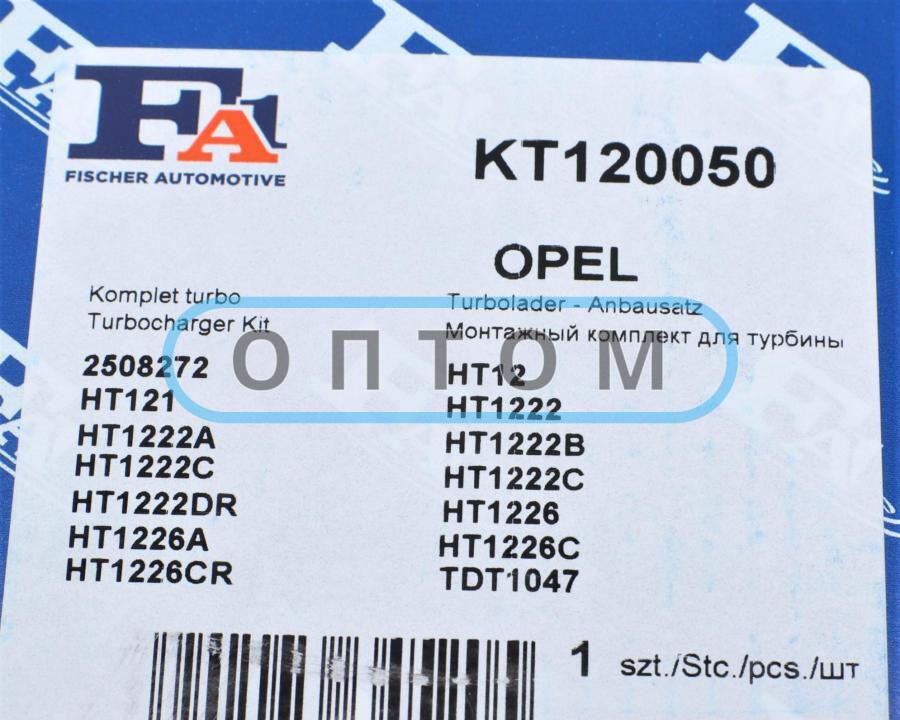 FA1
FISCHER AUTOMOTIVE
KT120050
OPEL
Komplet turbo
Turbocharger Kit
Turbolader - Anbausatz
Монтажный комплект для турбины
ОПТОМ
2508272 HT12
HT121 HT1222
HT1222A HT1222B
HT1222C HT1222C
HT1222DR HT1226
HT1226A HT1226C
HT1226CR TDT1047
1 szt./Stc./pcs./шт